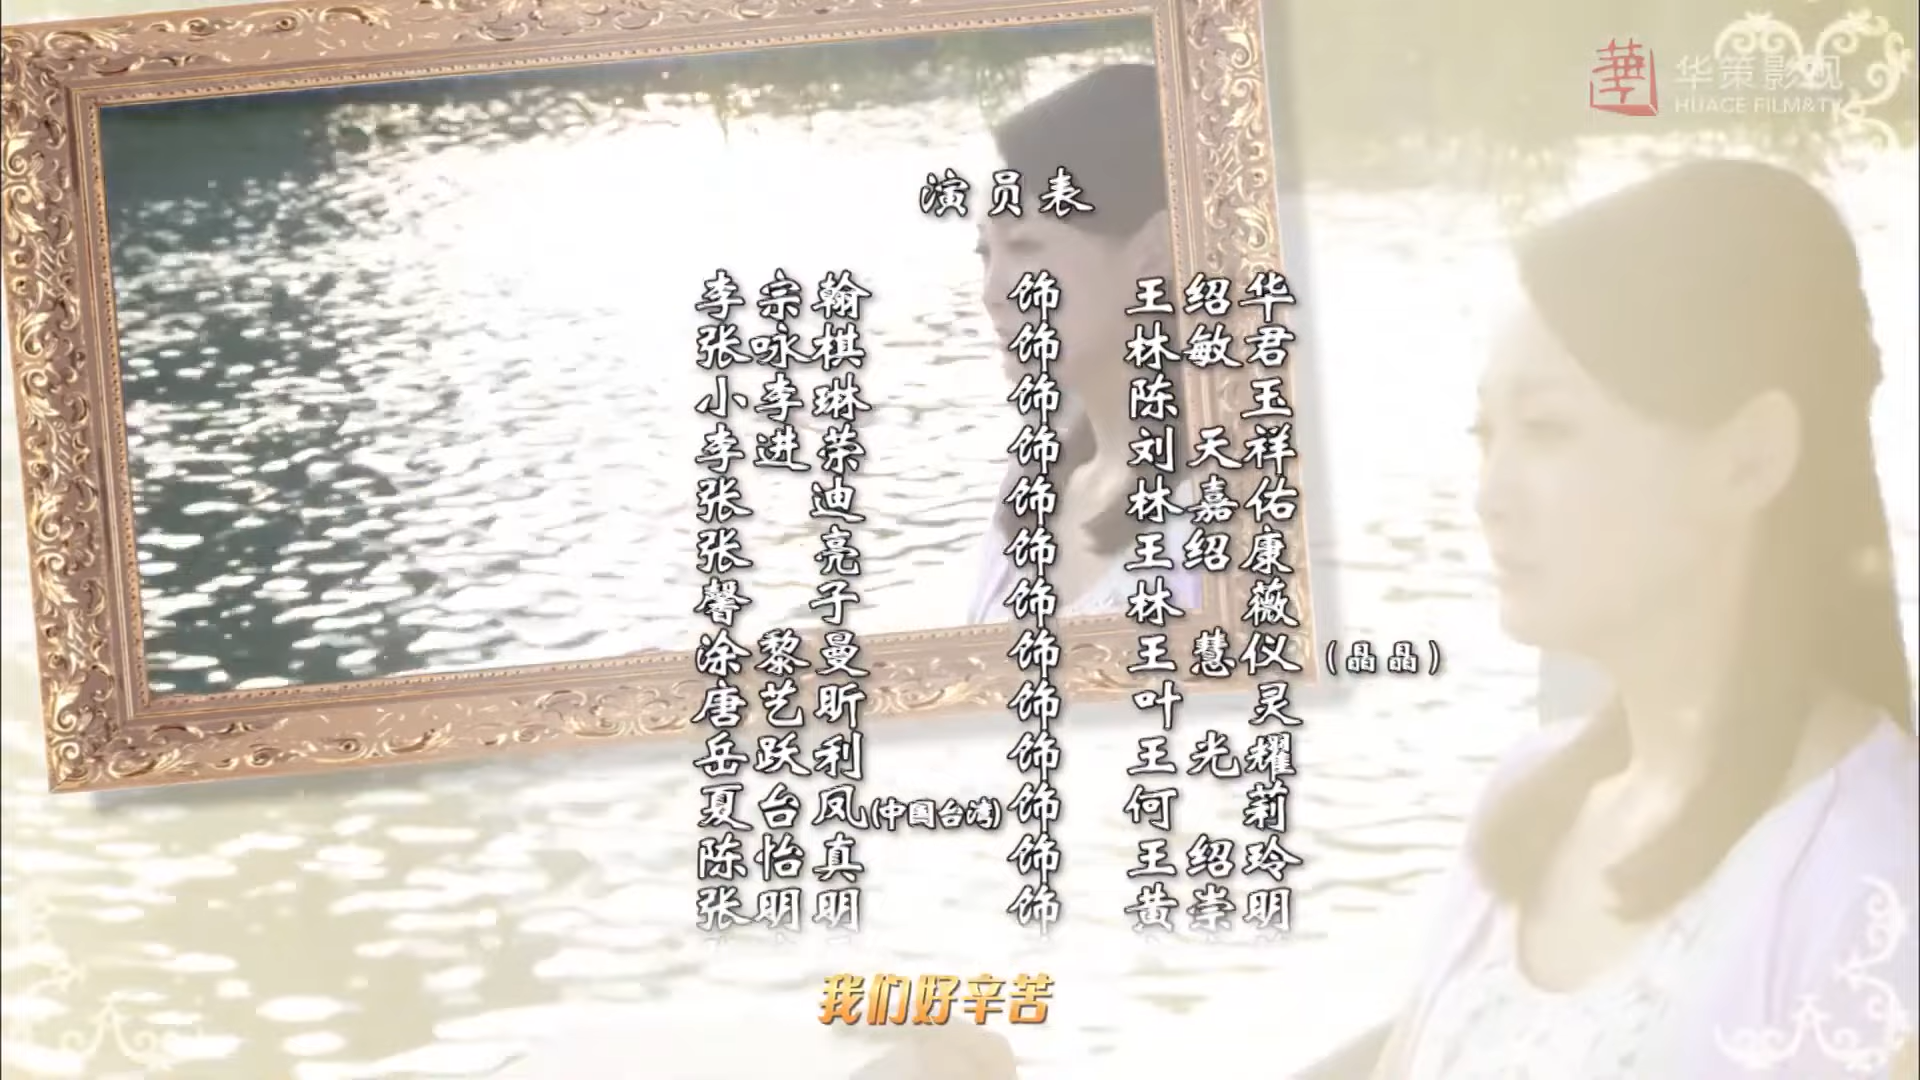 华策影视
HUACE FILM&TV
演员表
李宗翰 饰 王绍华
张咏棋 饰 林敏君
小李琳 饰 陈玉
李进荣 饰 刘天祥
张迪 饰 林嘉佑
张亮 饰 王绍康
馨子 饰 林薇
涂黎曼 饰 王慧仪(晶晶)
唐艺昕 饰 叶灵
岳跃利 饰 王光耀
夏台凤(中国台湾) 饰 何莉
陈怡真 饰 王绍玲
张明明 饰 黄崇明
我们好辛苦